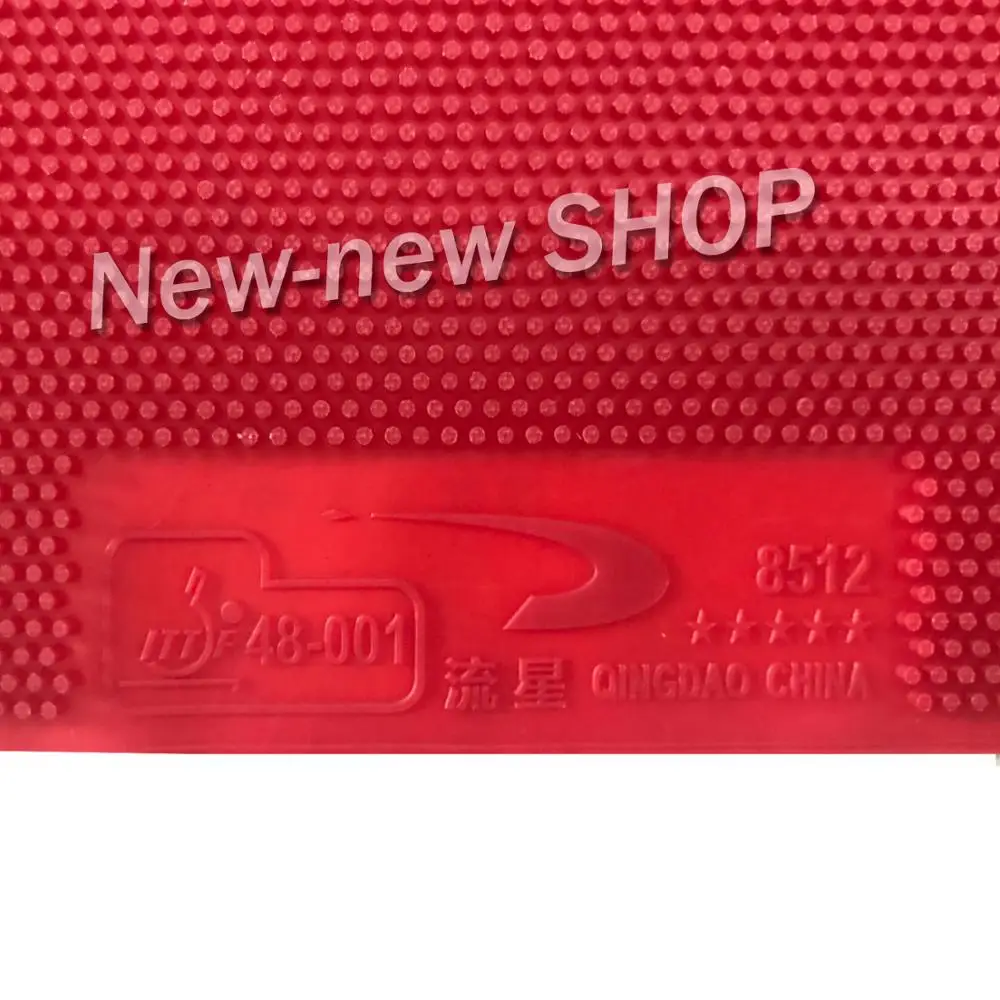 New-new SHOP
8512
★★★★★
ITTF 48-001
流星 QINGDAO CHINA